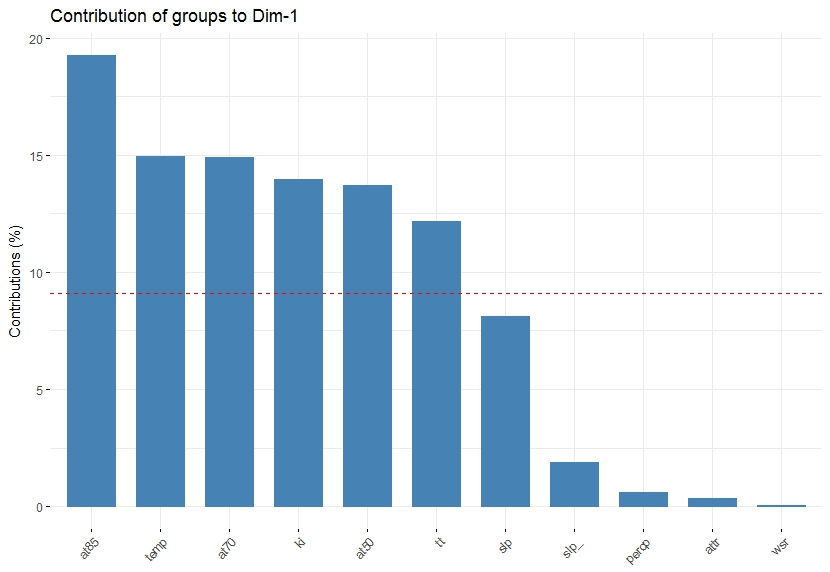 Contribution of groups to Dim-1
Contributions (%)
20
15
10
5
0
at85
temp
at70
ki
at50
tt
slp
slp_
percp
attr
wsr